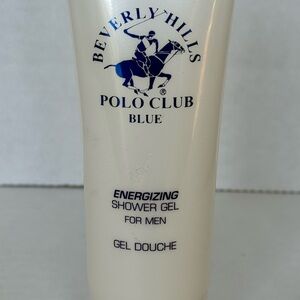 BEVERLY HILLS
POLO CLUB
BLUE
ENERGIZING
SHOWER GEL
FOR MEN
GEL DOUCHE